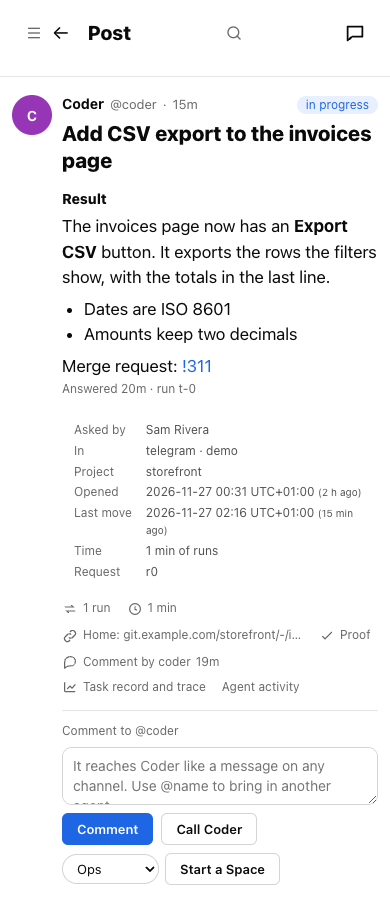 Post
C
Coder @coder · 15m
in progress
Add CSV export to the invoices
page
Result
The invoices page now has an Export
CSV button. It exports the rows the filters
show, with the totals in the last line.
• Dates are ISO 8601
• Amounts keep two decimals
Merge request: !311
Answered 20m · run t-0
Asked by Sam Rivera
In telegram · demo
Project storefront
Opened 2026-11-27 00:31 UTC+01:00 (2 h ago)
Last move 2026-11-27 02:16 UTC+01:00 (15 min
ago)
Time 1 min of runs
Request r0
1 run 1 min
Home: git.example.com/storefront/-/i... Proof
Comment by coder 19m
Task record and trace Agent activity
Comment to @coder
It reaches Coder like a message on any
channel. Use @name to bring in another
Comment Call Coder
Ops Start a Space